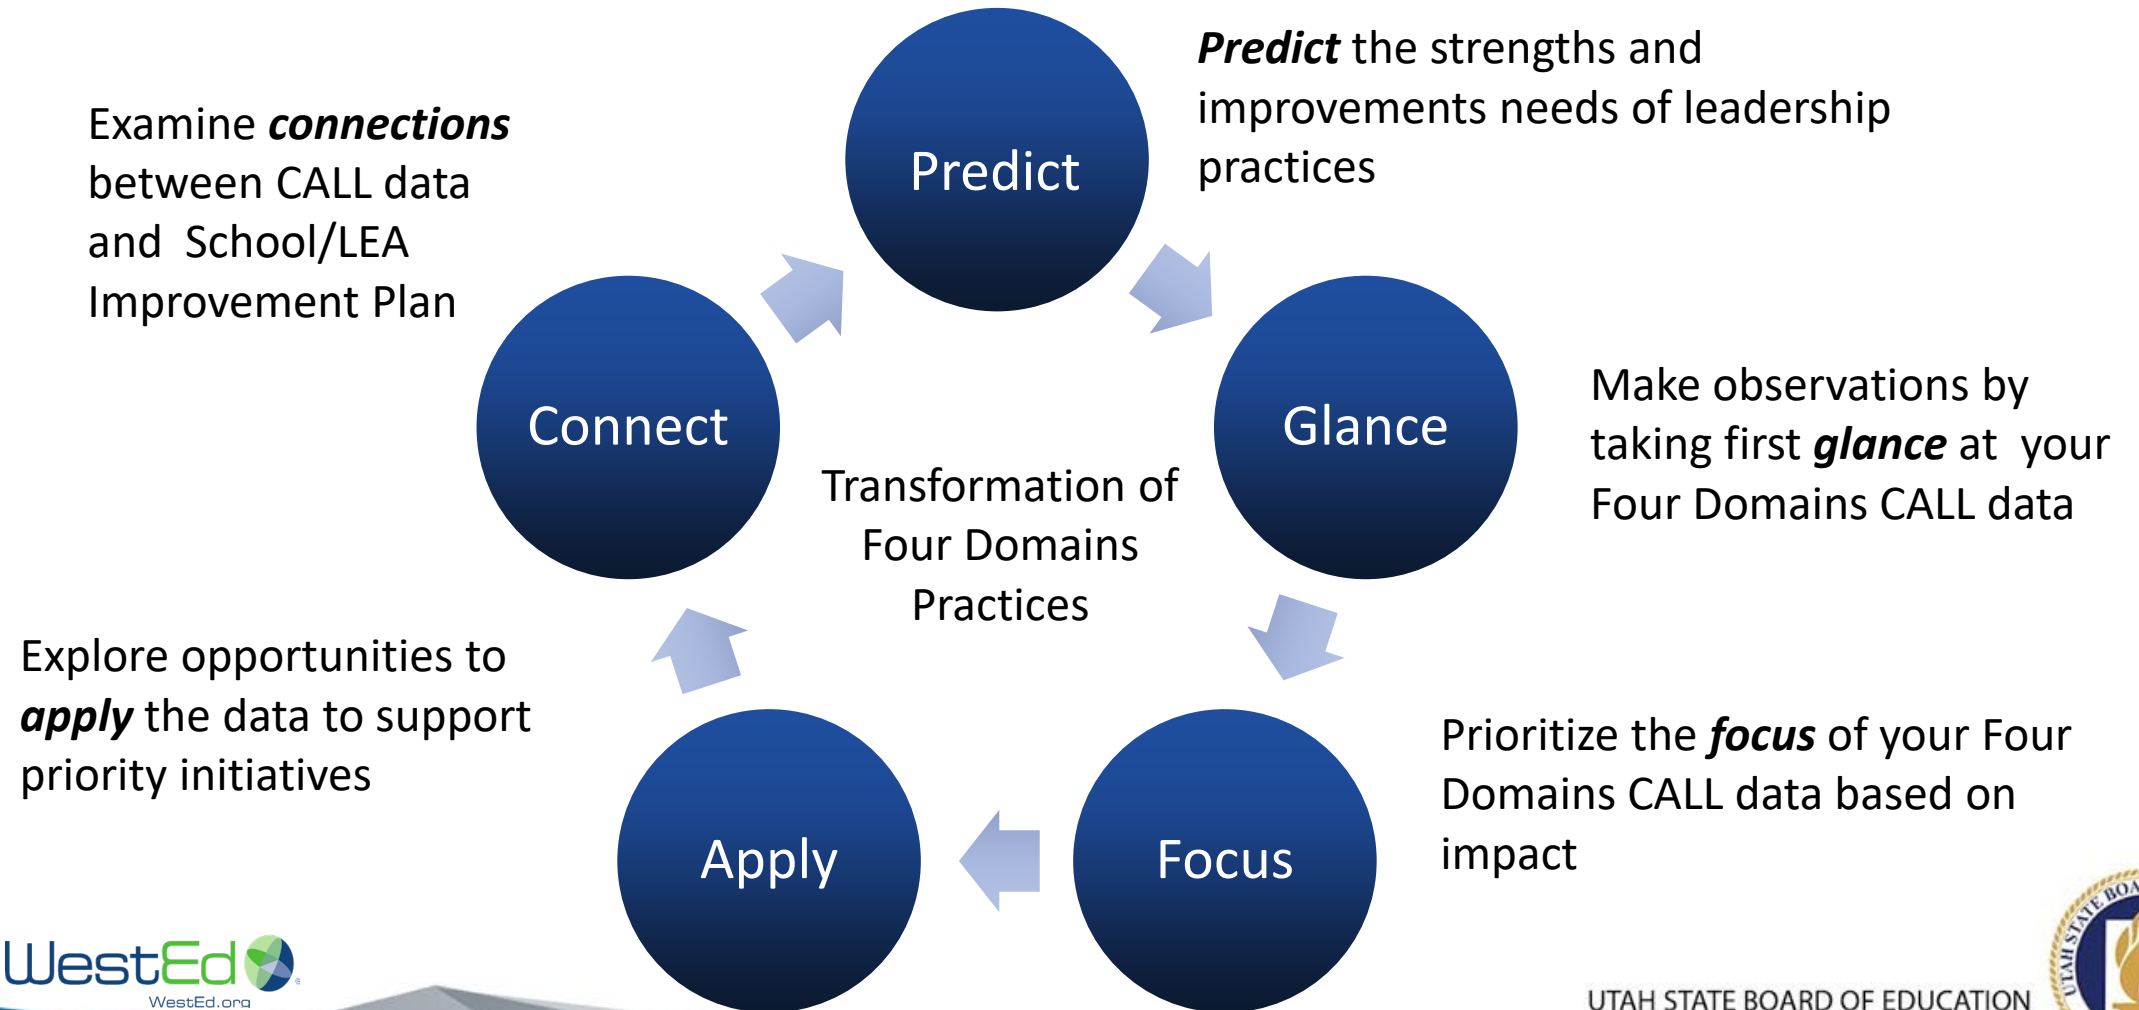 Predict
Predict the strengths and
improvements needs of leadership
practices
Glance
Make observations by
taking first glance at  your
Four Domains CALL data
Focus
Prioritize the focus of your Four
Domains CALL data based on
impact
Apply
Explore opportunities to
apply the data to support
priority initiatives
Connect
Examine connections
between CALL data
and  School/LEA
Improvement Plan
Transformation of
Four Domains
Practices
WestEd
WestEd.org
UTAH STATE BOARD OF EDUCATION
UTAH STATE